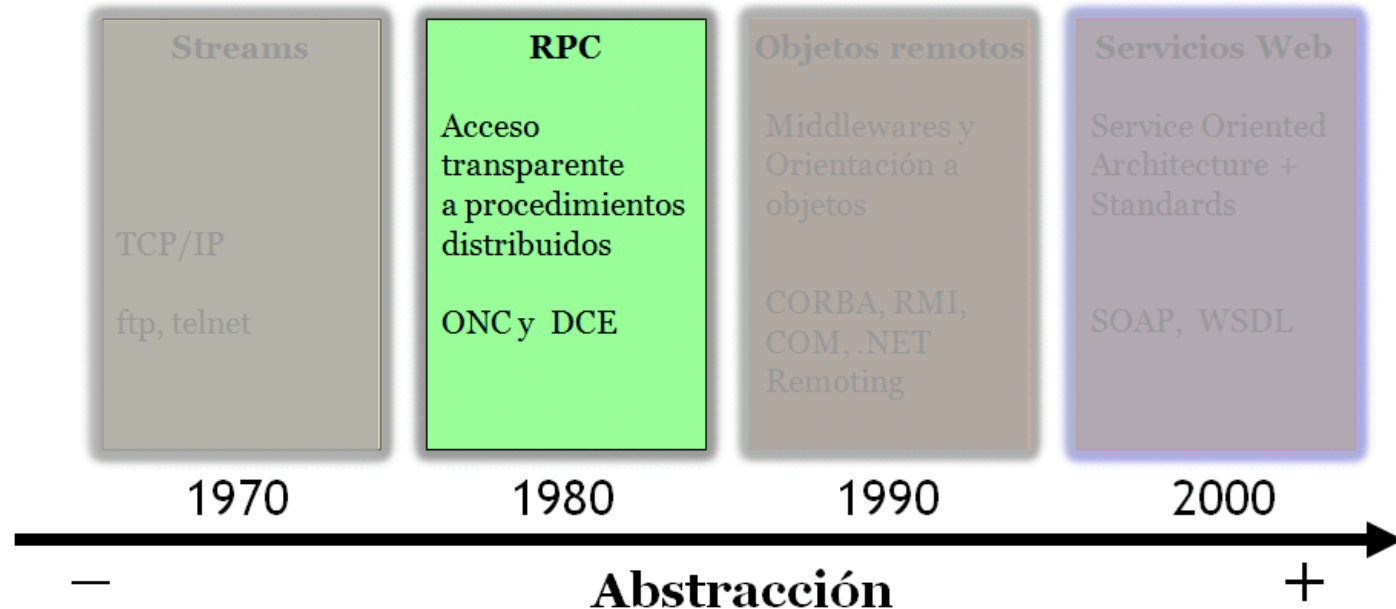 Streams
TCP/IP
ftp, telnet
RPC
Acceso
transparente
a procedimientos
distribuidos
ONC y DCE
Objetos remotos
Middlewares y
Orientación a
objetos
CORBA, RMI,
COM, .NET
Remoting
Servicios Web
Service Oriented
Architecture +
Standards
SOAP, WSDL
1970
1980
1990
2000
– Abstracción +